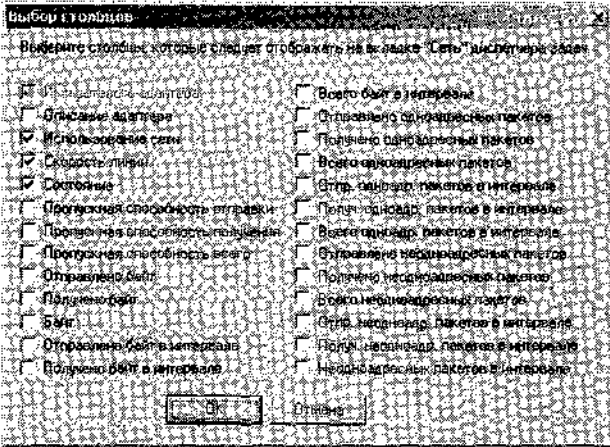 Выбор столбцов
Выберите столбцы, которые следует отображать на вкладке "Сеть" диспетчера задач.
адаптера
Описание адаптера
Использование сети
Скорость линии
Состояние
Пропускная способность отправки
Пропускная способность получения
Пропускная способность всего
Отправлено байт
Получено байт
Байт
Отправлено байт в интервале
Получено байт в интервале
Всего байт в интервале
Отправлено одноадресных пакетов
Получено одноадресных пакетов
Всего одноадресных пакетов
Отпр. одноадр. пакетов в интервале
Получ. одноадр. пакетов в интервале
Всего одноадр. пакетов в интервале
Отправлено неодноадресных пакетов
Получено неодноадресных пакетов
Всего неодноадресных пакетов
Отпр. неодноадр. пакетов в интервале
Получ. неодноадр. пакетов в интервале
Неодноадресных пакетов в интервале
OK
Отмена